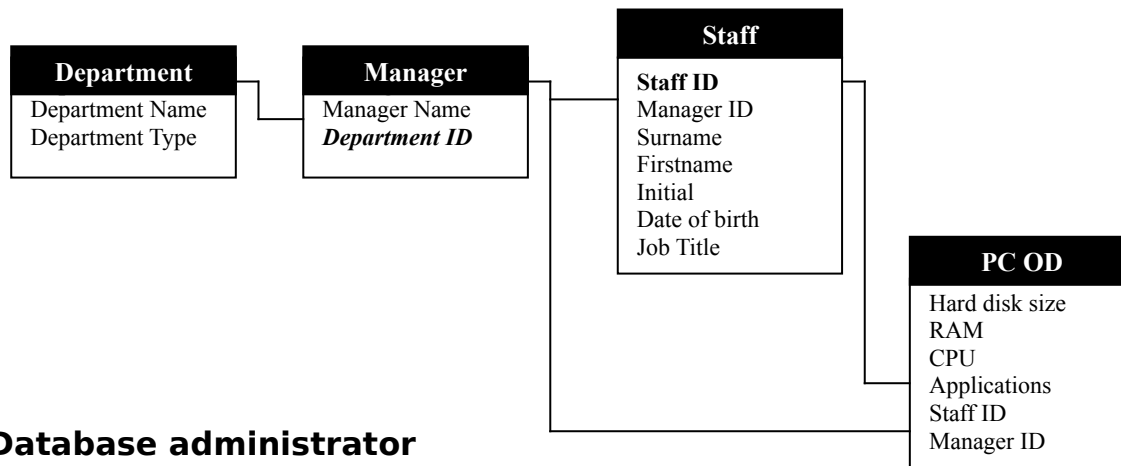 Department
Department Name
Department Type
Manager
Manager Name
Department ID
Staff
Staff ID
Manager ID
Surname
Firstname
Initial
Date of birth
Job Title
PC OD
Hard disk size
RAM
CPU
Applications
Staff ID
Manager ID
Database administrator